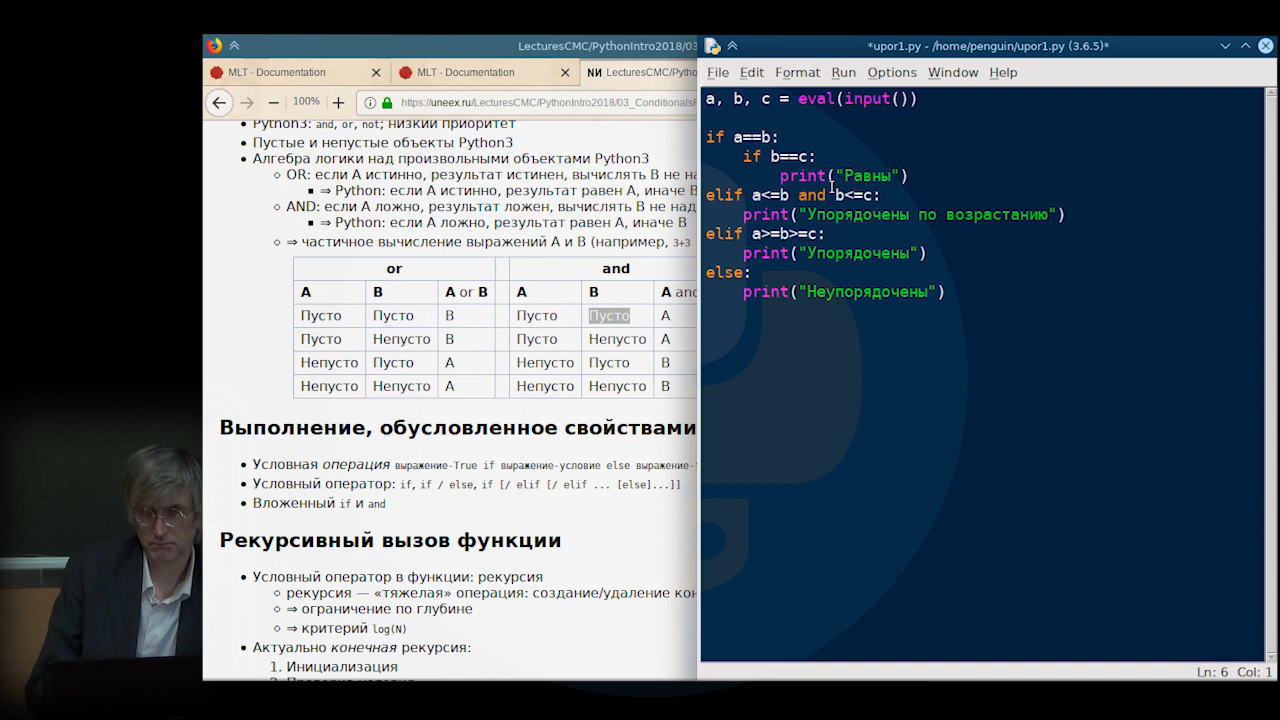 LecturesCMC/PythonIntro2018/03
MLT - Documentation
MLT - Documentation
LecturesCMC/Pytho
100%
https://uneex.ru/LecturesCMC/PythonIntro2018/03_Conditionals
Python3: and, or, not; низкий приоритет
Пустые и непустые объекты Python3
Алгебра логики над произвольными объектами Python3
OR: если A истинно, результат истинен, вычислять B не на
⇒ Python: если A истинно, результат равен A, иначе B
AND: если A ложно, результат ложен, вычислять B не над
⇒ Python: если A ложно, результат равен A, иначе B
⇒ частичное вычисление выражений A и B (например, 3+3
or and
A B A or B A B A and
Пусто Пусто B Пусто Пусто A
Пусто Непусто B Пусто Непусто A
Непусто Пусто A Непусто Пусто B
Непусто Непусто A Непусто Непусто B
Выполнение, обусловленное свойствами
Условная операция выражение-True if выражение-условие else выражение-
Условный оператор: if, if / else, if [/ elif [/ elif ... [else]...]]
Вложенный if и and
Рекурсивный вызов функции
Условный оператор в функции: рекурсия
рекурсия — «тяжелая» операция: создание/удаление кон
⇒ ограничение по глубине
⇒ критерий log(N)
Актуально конечная рекурсия:
1. Инициализация
*upor1.py - /home/penguin/upor1.py (3.6.5)*
File Edit Format Run Options Window Help
a, b, c = eval(input())
if a==b:
if b==c:
print("Равны")
elif a<=b and b<=c:
print("Упорядочены по возрастанию")
elif a>=b>=c:
print("Упорядочены")
else:
print("Неупорядочены")
Ln: 6 Col: 1